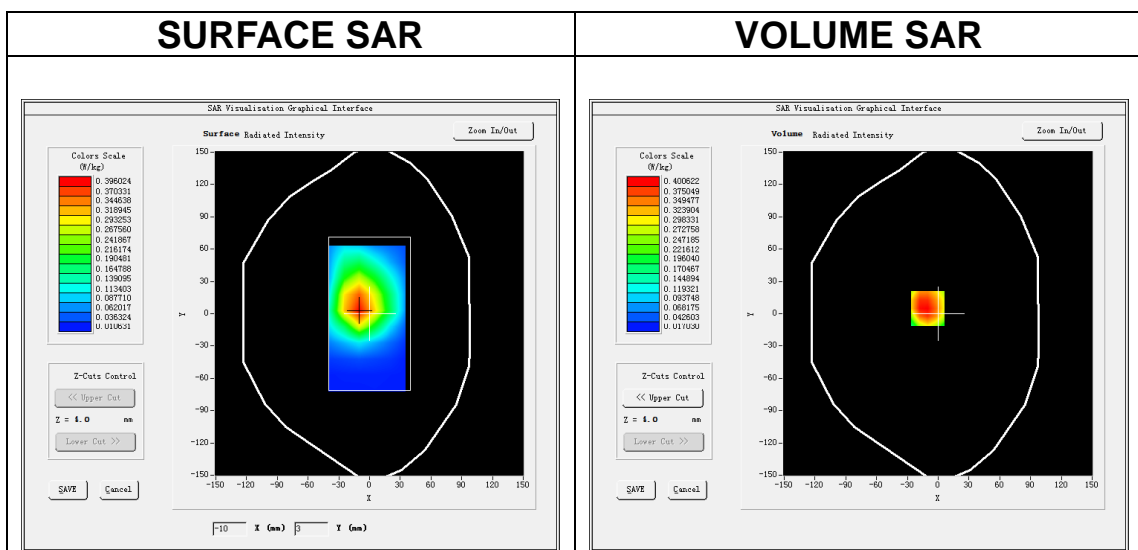 SURFACE SAR
VOLUME SAR
SAR Visualisation Graphical Interface
Surface Radiated Intensity
Zoom In/Out
Colors Scale
(W/kg)
0.396024
0.370331
0.344638
0.318945
0.293253
0.267560
0.241867
0.216174
0.190481
0.164788
0.139095
0.113403
0.087710
0.062017
0.036324
0.010631
150
120
90
60
30
0
-30
-60
-90
-120
-150
Y
-150 -120 -90 -60 -30 0 30 60 90 120 150
X
Z-Cuts Control
<< Upper Cut
Z = 4.0 mm
Lower Cut >>
SAVE Cancel
-10 X (mm) 3 Y (mm)
SAR Visualisation Graphical Interface
Volume Radiated Intensity
Zoom In/Out
Colors Scale
(W/kg)
0.400622
0.375049
0.349477
0.323904
0.298331
0.272758
0.247185
0.221612
0.196040
0.170467
0.144894
0.119321
0.093748
0.068175
0.042603
0.017030
150
120
90
60
30
0
-30
-60
-90
-120
-150
Y
-150 -120 -90 -60 -30 0 30 60 90 120 150
X
Z-Cuts Control
<< Upper Cut
Z = 4.0 mm
Lower Cut >>
SAVE Cancel